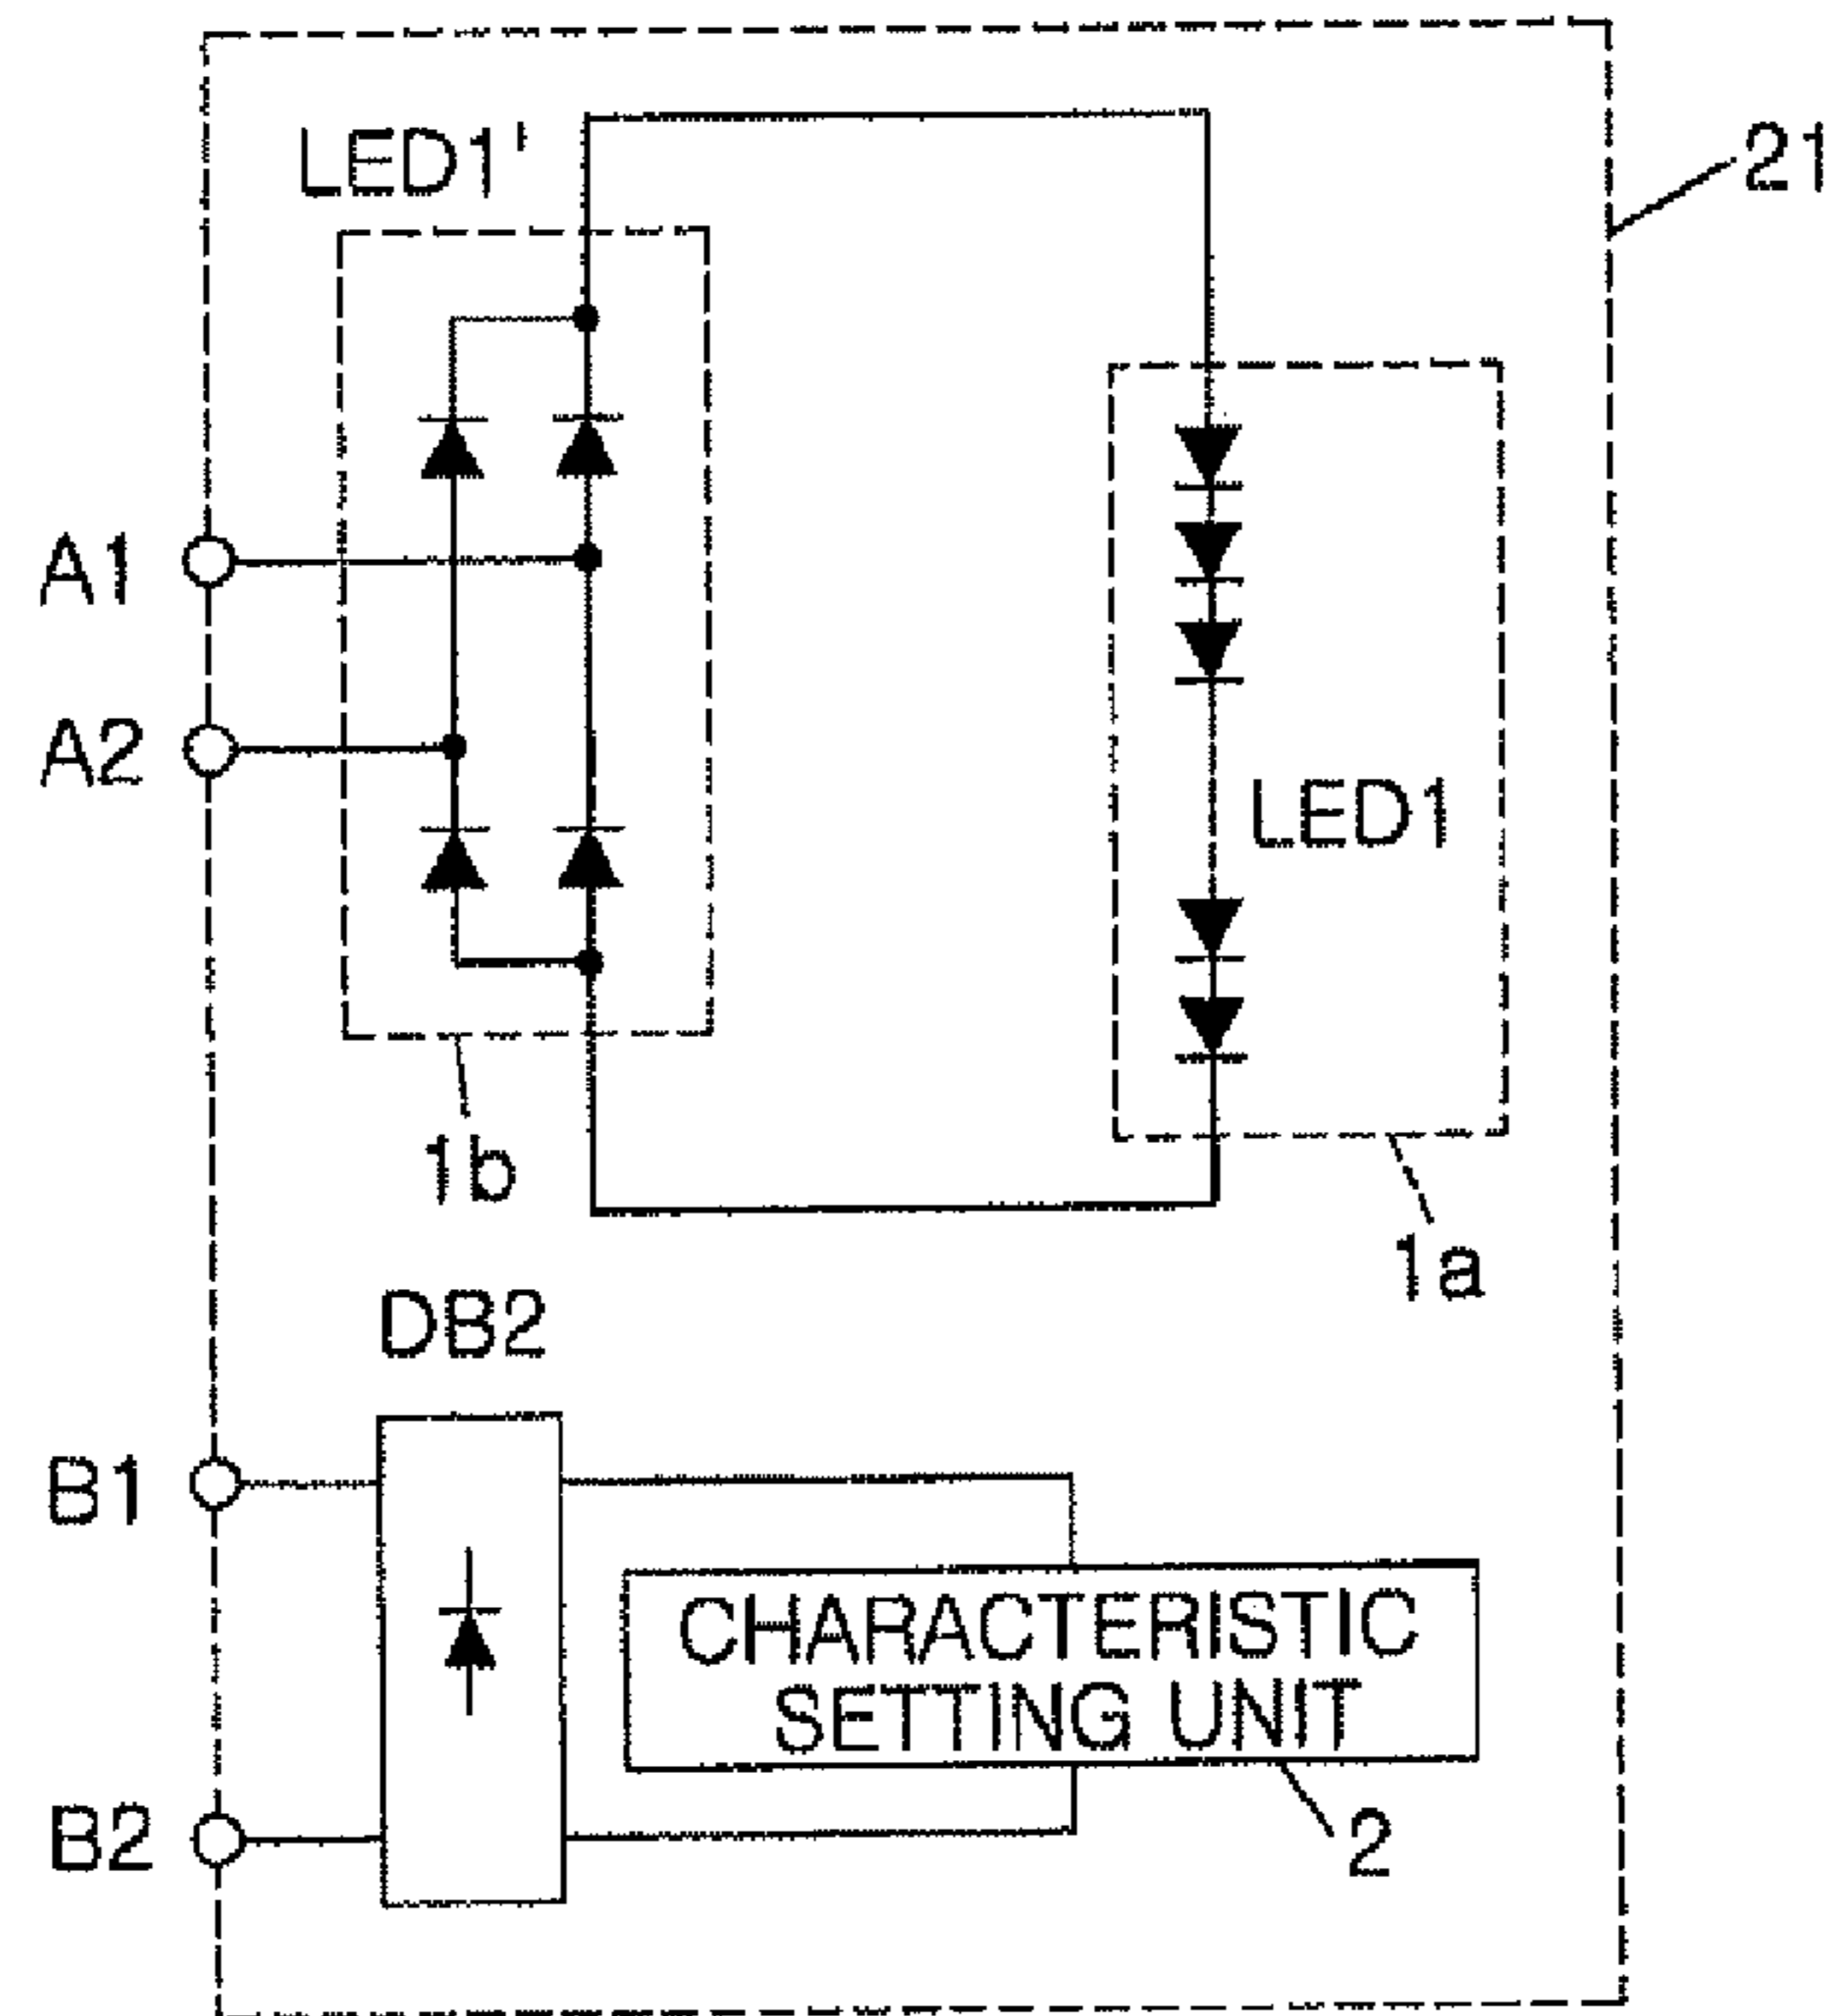 LED1'
21
A1
A2
LED1
1b
1a
DB2
B1
CHARACTERISTIC
SETTING UNIT
B2
2